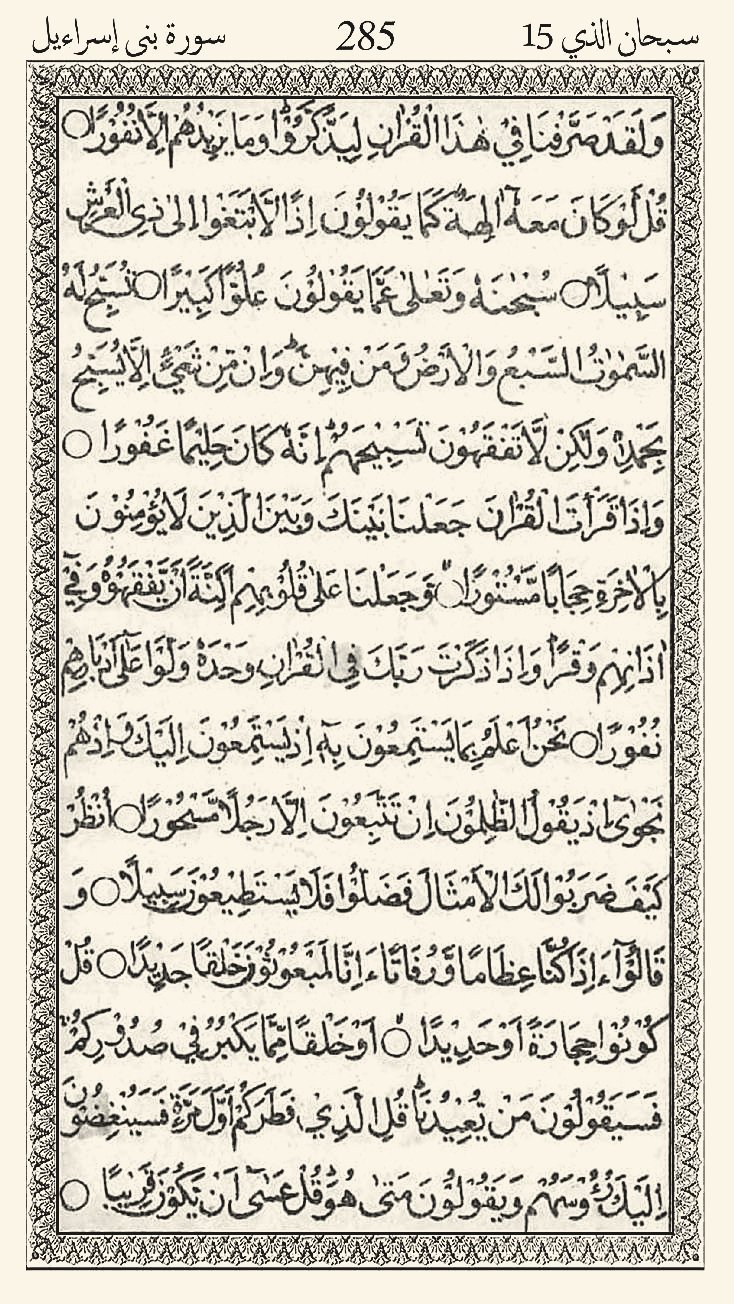 سبحان الذي 15 285 سورة بنى إسراءيل
وَلَقَدْ صَرَّفْنَا فِيْ هٰذَا الْقُرْاٰنِ لِيَذَّكَّرُوْا ؕ وَمَا يَزِيْدُهُمْ اِلَّا نُفُوْرًا ○
قُلْ لَّوْ كَانَ مَعَهٗۤ اٰلِهَةٌ كَمَا يَقُوْلُوْنَ اِذًا لَّابْتَغَوْا اِلٰى ذِى الْعَرْشِ
سَبِيْلًا ○ سُبْحٰنَهٗ وَتَعٰلٰى عَمَّا يَقُوْلُوْنَ عُلُوًّا كَبِيْرًا ○ تُسَبِّحُ لَهُ
السَّمٰوٰتُ السَّبْعُ وَالْاَرْضُ وَمَنْ فِيْهِنَّ ؕ وَاِنْ مِّنْ شَيْءٍ اِلَّا يُسَبِّحُ
بِحَمْدِهٖ وَلٰكِنْ لَّا تَفْقَهُوْنَ تَسْبِيْحَهُمْ ؕ اِنَّهٗ كَانَ حَلِيْمًا غَفُوْرًا ○
وَاِذَا قَرَاْتَ الْقُرْاٰنَ جَعَلْنَا بَيْنَكَ وَبَيْنَ الَّذِيْنَ لَا يُؤْمِنُوْنَ
بِالْاٰخِرَةِ حِجَابًا مَّسْتُوْرًا ○ وَّجَعَلْنَا عَلٰى قُلُوْبِهِمْ اَكِنَّةً اَنْ يَّفْقَهُوْهُ وَفِيْۤ
اٰذَانِهِمْ وَقْرًا ؕ وَاِذَا ذَكَرْتَ رَبَّكَ فِى الْقُرْاٰنِ وَحْدَهٗ وَلَّوْا عَلٰۤى اَدْبَارِهِمْ
نُفُوْرًا ○ نَحْنُ اَعْلَمُ بِمَا يَسْتَمِعُوْنَ بِهٖۤ اِذْ يَسْتَمِعُوْنَ اِلَيْكَ وَاِذْ هُمْ
نَجْوٰۤى اِذْ يَقُوْلُ الظّٰلِمُوْنَ اِنْ تَتَّبِعُوْنَ اِلَّا رَجُلًا مَّسْحُوْرًا ○ اُنْظُرْ
كَيْفَ ضَرَبُوْا لَكَ الْاَمْثَالَ فَضَلُّوْا فَلَا يَسْتَطِيْعُوْنَ سَبِيْلًا ○ وَ
قَالُوْۤا ءَاِذَا كُنَّا عِظَامًا وَّرُفَاتًا ءَاِنَّا لَمَبْعُوْثُوْنَ خَلْقًا جَدِيْدًا ○ قُلْ
كُوْنُوْا حِجَارَةً اَوْ حَدِيْدًا ○ اَوْ خَلْقًا مِّمَّا يَكْبُرُ فِيْ صُدُوْرِكُمْ ۚ
فَسَيَقُوْلُوْنَ مَنْ يُّعِيْدُنَا ؕ قُلِ الَّذِيْ فَطَرَكُمْ اَوَّلَ مَرَّةٍ ۚ فَسَيُنْغِضُوْنَ
اِلَيْكَ رُءُوْسَهُمْ وَيَقُوْلُوْنَ مَتٰى هُوَ ؕ قُلْ عَسٰۤى اَنْ يَّكُوْنَ قَرِيْبًا ○